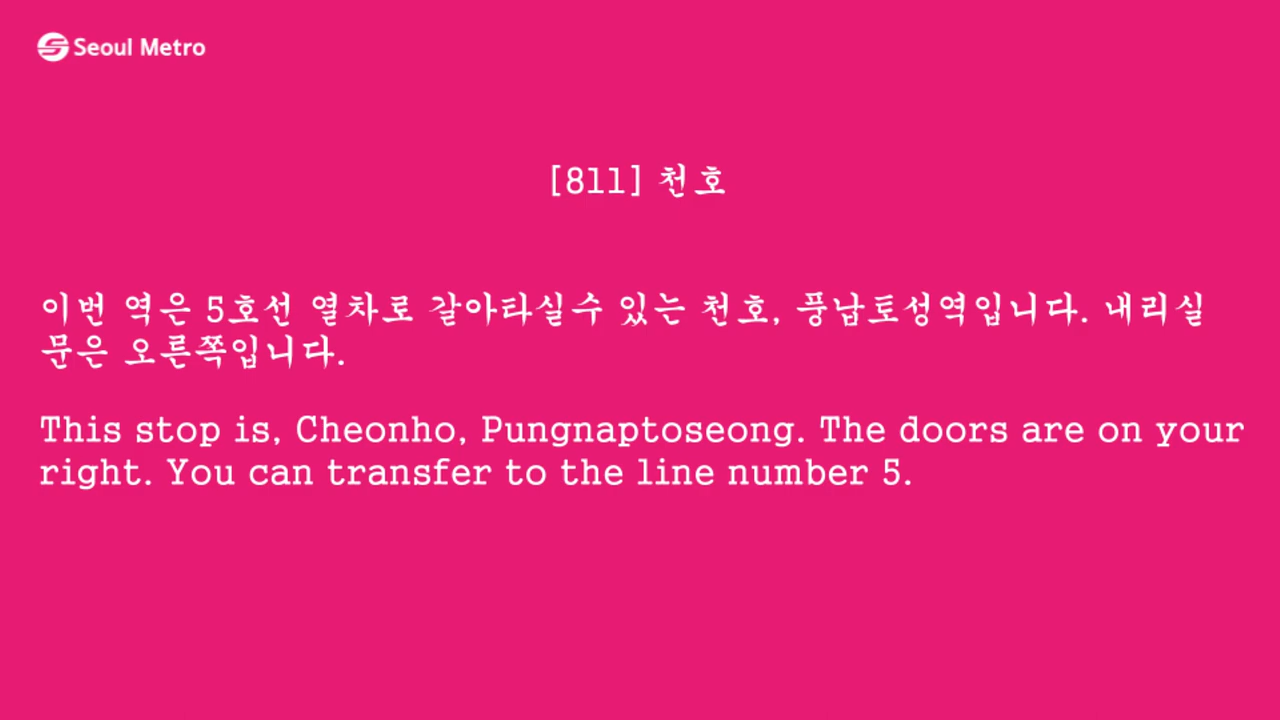 Seoul Metro
[811] 천호
이번 역은 5호선 열차로 갈아타실수 있는 천호, 풍납토성역입니다. 내리실
문은 오른쪽입니다.
This stop is, Cheonho, Pungnaptoseong. The doors are on your
right. You can transfer to the line number 5.